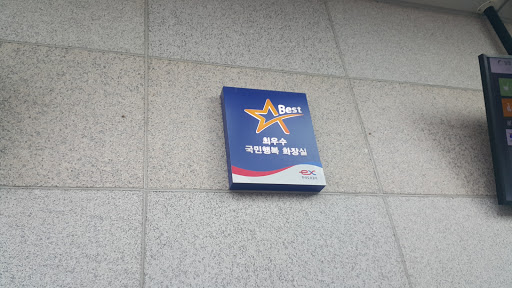 Best
최우수
국민행복 화장실
ex